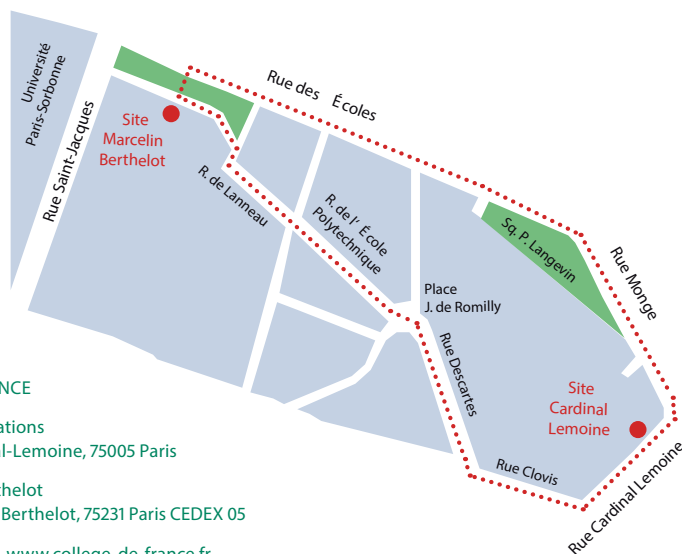 Université
Paris-Sorbonne
Rue Saint-Jacques
Site
Marcelin
Berthelot
Rue des Écoles
R. de Lanneau
R. de l' École
Polytechnique
Sq. P. Langevin
Rue Monge
Place
J. de Romilly
Rue Descartes
Site
Cardinal
Lemoine
Rue Clovis
Rue Cardinal Lemoine
NCE
ations
al-Lemoine, 75005 Paris
thelot
Berthelot, 75231 Paris CEDEX 05
www.college-de-france.fr